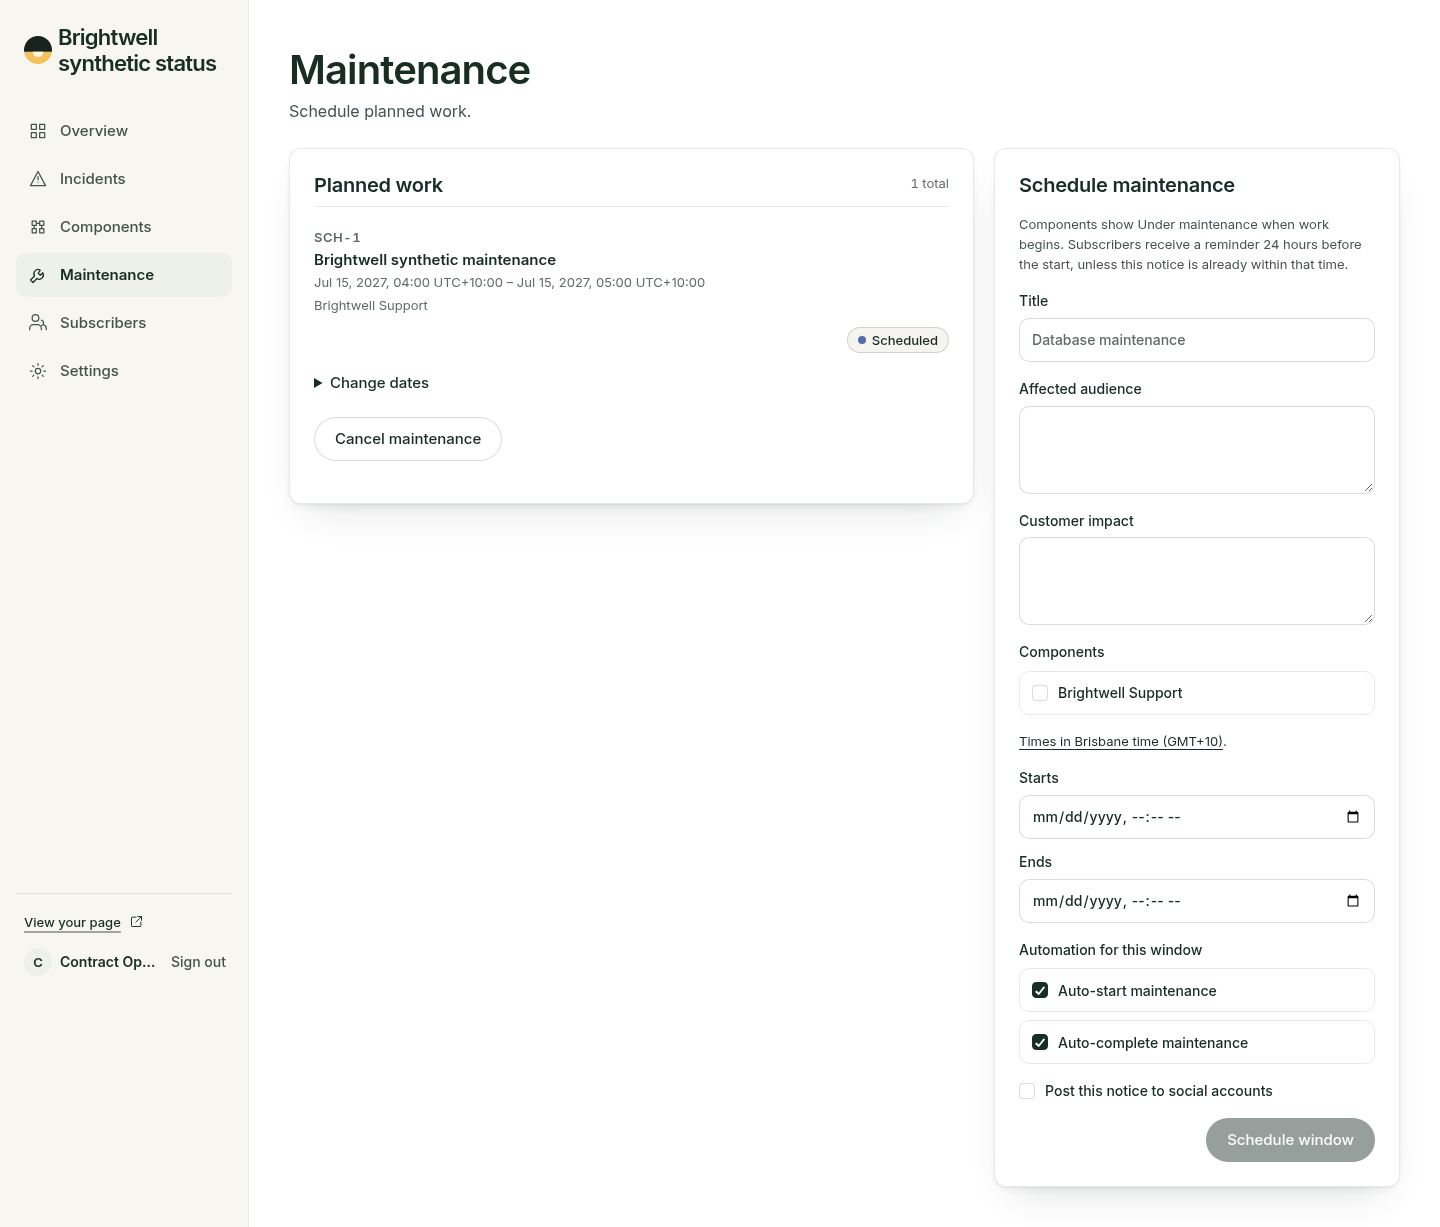 Brightwell
synthetic status
Overview
Incidents
Components
Maintenance
Subscribers
Settings
View your page
C
Contract Op...
Sign out
Maintenance
Schedule planned work.
Planned work
1 total
SCH-1
Brightwell synthetic maintenance
Jul 15, 2027, 04:00 UTC+10:00 – Jul 15, 2027, 05:00 UTC+10:00
Brightwell Support
Scheduled
Change dates
Cancel maintenance
Schedule maintenance
Components show Under maintenance when work
begins. Subscribers receive a reminder 24 hours before
the start, unless this notice is already within that time.
Title
Database maintenance
Affected audience
Customer impact
Components
Brightwell Support
Times in Brisbane time (GMT+10).
Starts
mm/dd/yyyy, --:-- --
Ends
mm/dd/yyyy, --:-- --
Automation for this window
Auto-start maintenance
Auto-complete maintenance
Post this notice to social accounts
Schedule window